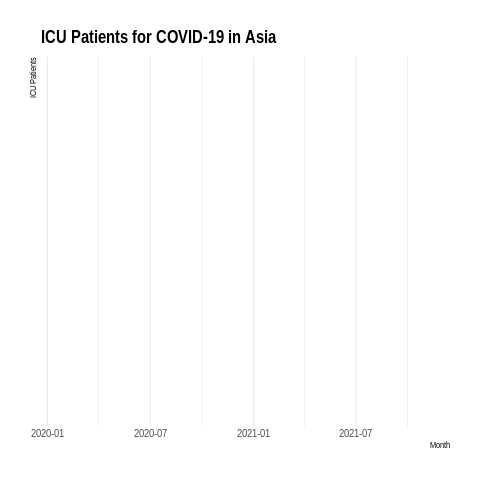 ICU Patients for COVID-19 in Asia
ICU Patients
2020-01 2020-07 2021-01 2021-07
Month